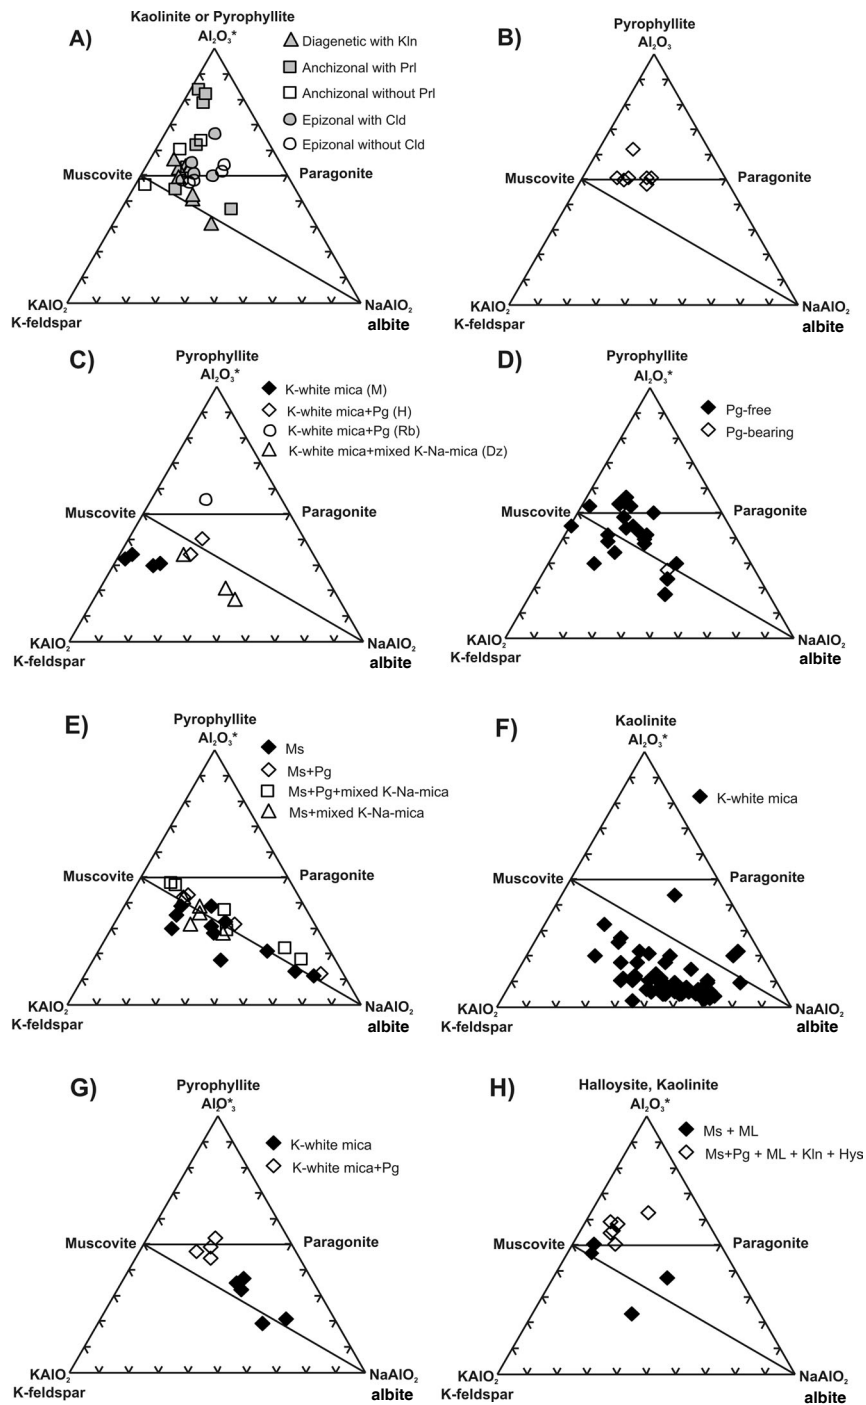 A)
Kaolinite or Pyrophyllite
Al2O3*
Diagenetic with Kln
Anchizonal with Prl
Anchizonal without Prl
Epizonal with Cld
Epizonal without Cld
Muscovite
Paragonite
KAlO2
NaAlO2
K-feldspar
albite
B)
Pyrophyllite
Al2O3
Muscovite
Paragonite
KAlO2
NaAlO2
K-feldspar
albite
C)
Pyrophyllite
Al2O3*
K-white mica (M)
K-white mica+Pg (H)
K-white mica+Pg (Rb)
K-white mica+mixed K-Na-mica (Dz)
Muscovite
Paragonite
KAlO2
NaAlO2
K-feldspar
albite
D)
Pyrophyllite
Al2O3*
Pg-free
Pg-bearing
Muscovite
Paragonite
KAlO2
NaAlO2
K-feldspar
albite
E)
Pyrophyllite
Al2O3*
Ms
Ms+Pg
Ms+Pg+mixed K-Na-mica
Ms+mixed K-Na-mica
Muscovite
Paragonite
KAlO2
NaAlO2
K-feldspar
albite
F)
Kaolinite
Al2O3*
K-white mica
Muscovite
Paragonite
KAlO2
NaAlO2
K-feldspar
albite
G)
Pyrophyllite
AlO*3
K-white mica
K-white mica+Pg
Muscovite
Paragonite
KAlO2
NaAlO2
K-feldspar
albite
H)
Halloysite, Kaolinite
Al2O3*
Ms + ML
Ms+Pg + ML + Kln + Hys
Muscovite
Paragonite
KAlO2
NaAlO2
K-feldspar
albite